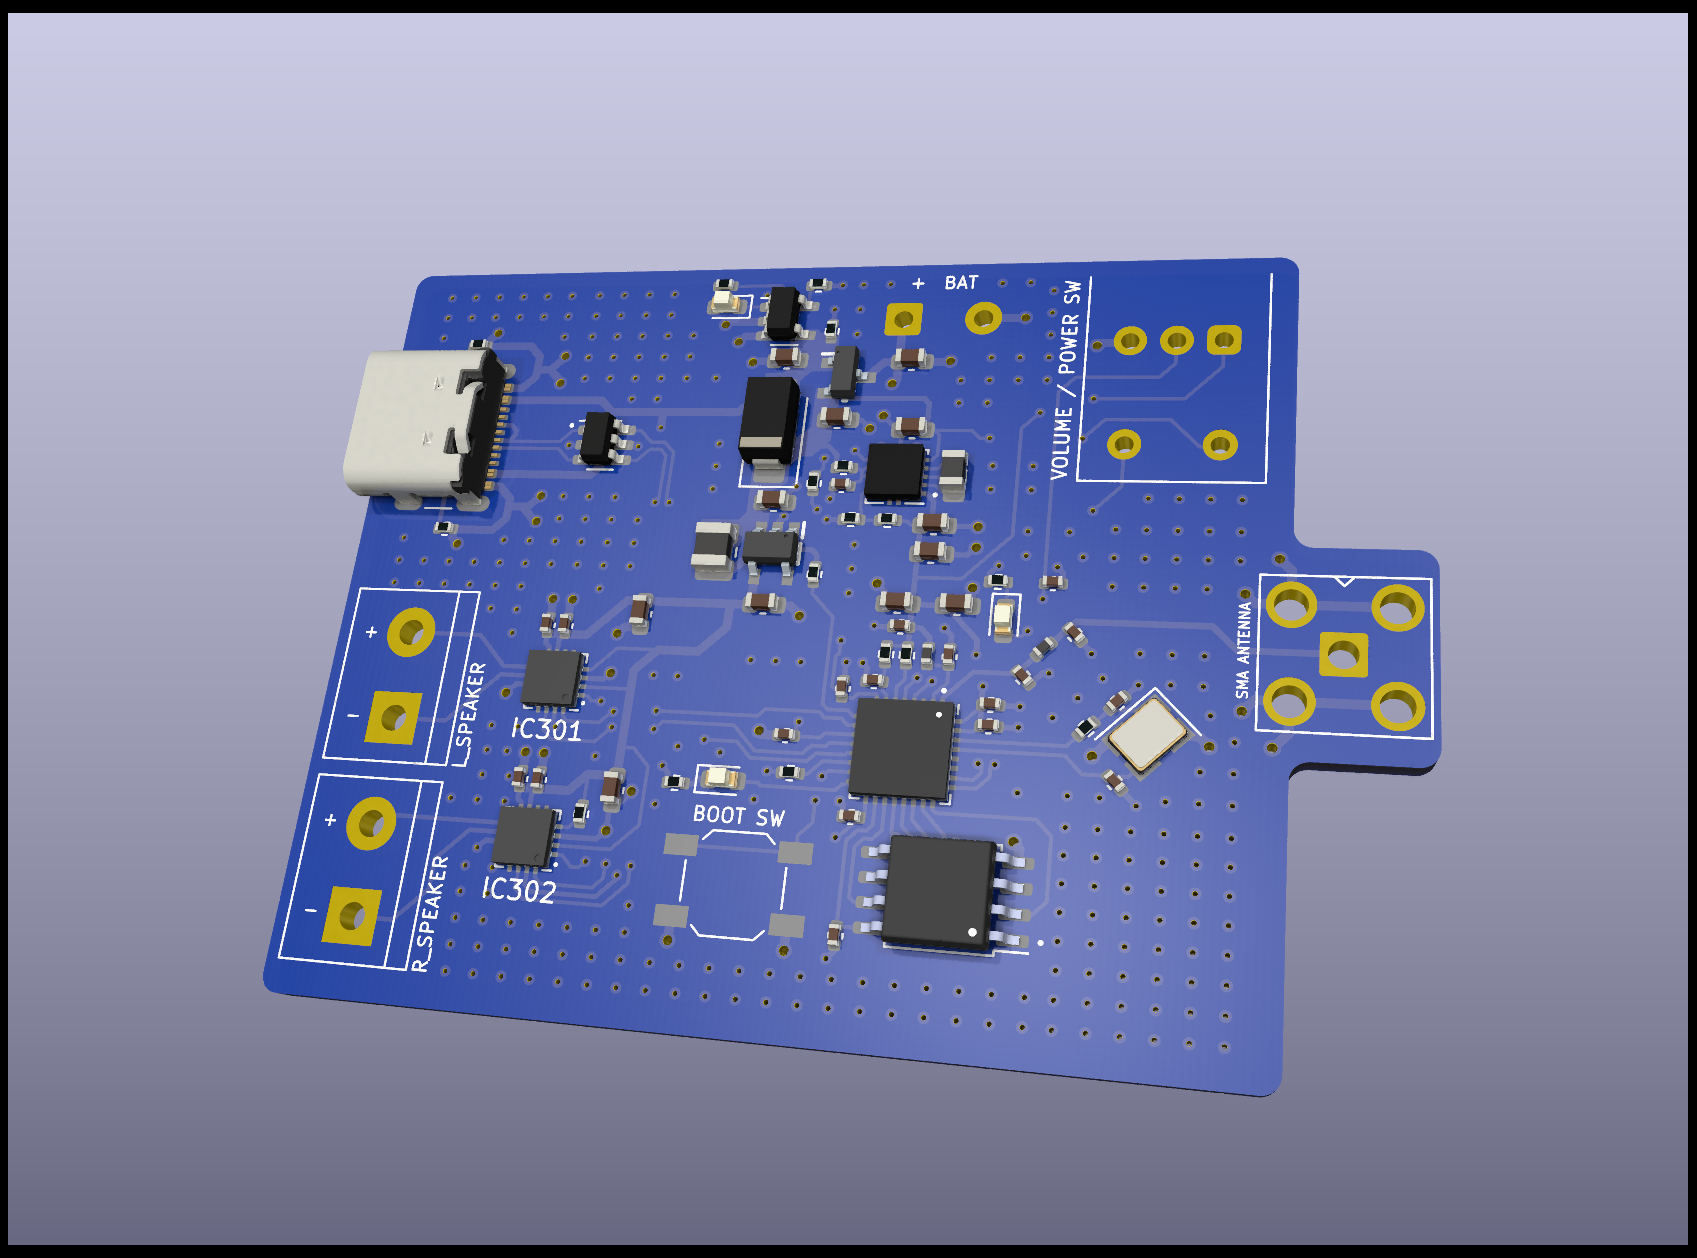 + BAT
VOLUME / POWER SW
+
-
L_SPEAKER
IC301
SMA ANTENNA
BOOT SW
+
-
R_SPEAKER
IC302